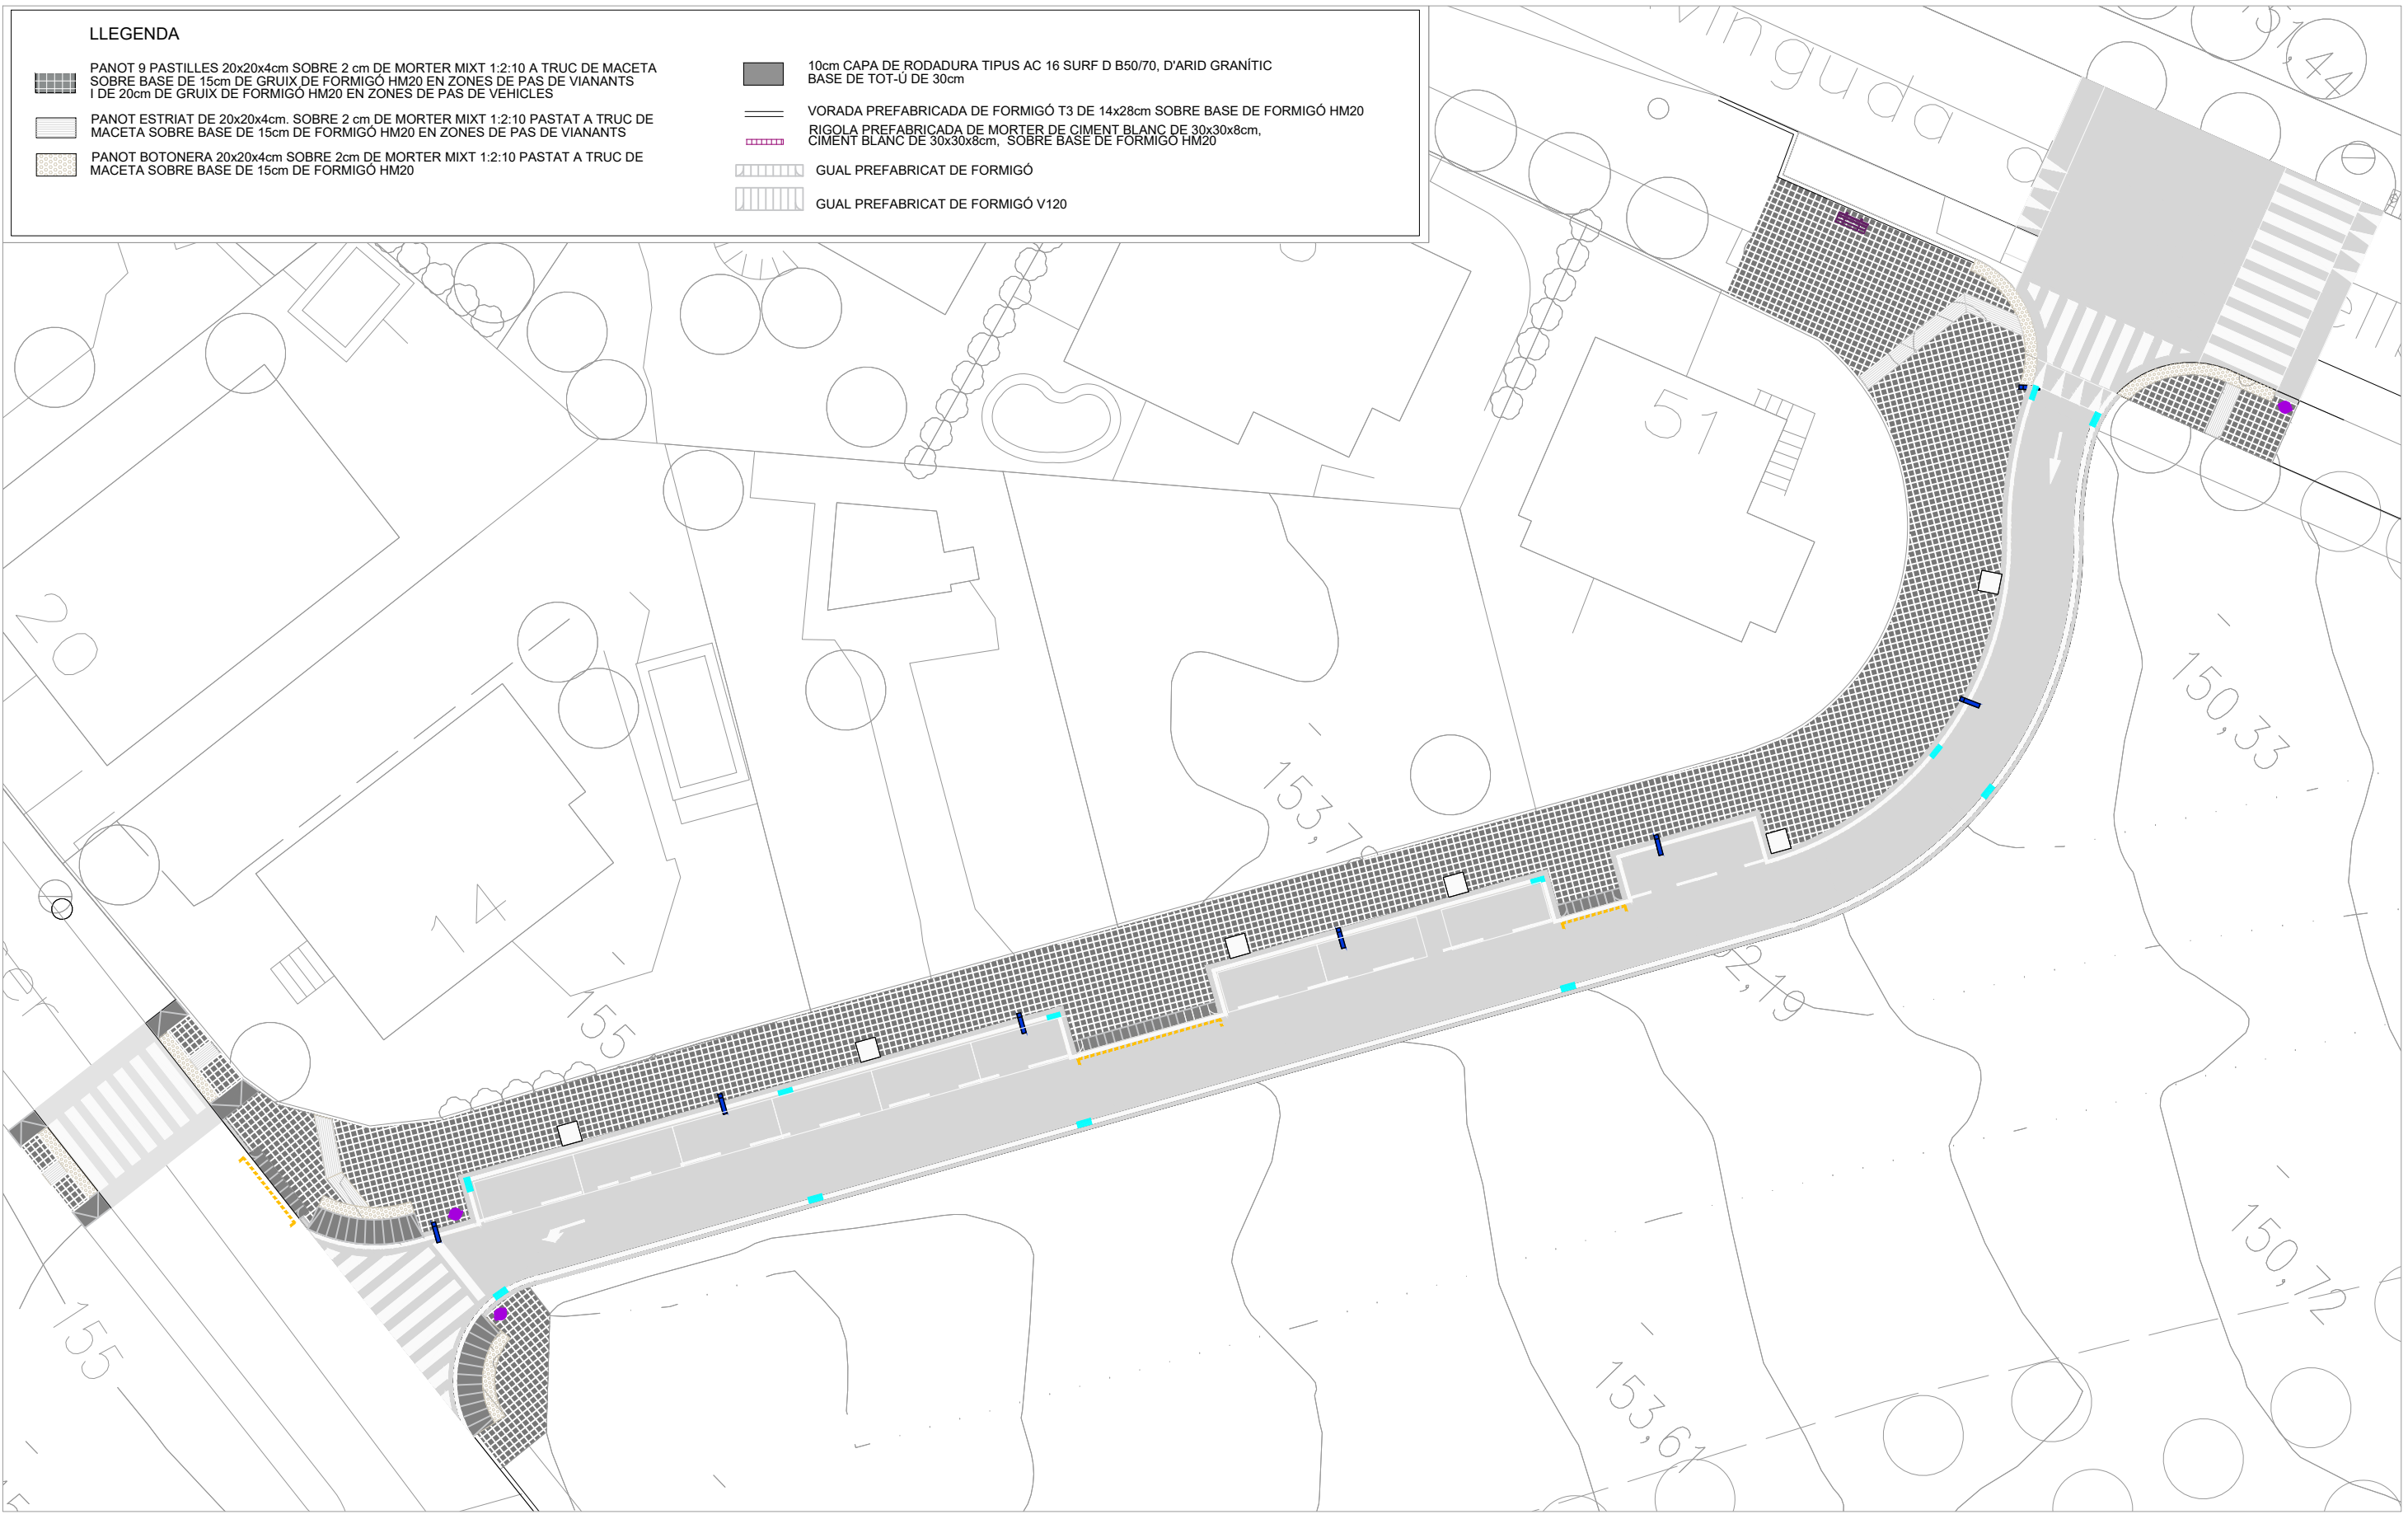 LLEGENDA
PANOT 9 PASTILLES 20x20x4cm SOBRE 2 cm DE MORTER MIXT 1:2:10 A TRUC DE MACETA
SOBRE BASE DE 15cm DE GRUIX DE FORMIGÓ HM20 EN ZONES DE PAS DE VIANANTS
I DE 20cm DE GRUIX DE FORMIGÓ HM20 EN ZONES DE PAS DE VEHICLES
PANOT ESTRIAT DE 20x20x4cm. SOBRE 2 cm DE MORTER MIXT 1:2:10 PASTAT A TRUC DE
MACETA SOBRE BASE DE 15cm DE FORMIGÓ HM20 EN ZONES DE PAS DE VIANANTS
PANOT BOTONERA 20x20x4cm SOBRE 2cm DE MORTER MIXT 1:2:10 PASTAT A TRUC DE
MACETA SOBRE BASE DE 15cm DE FORMIGÓ HM20
10cm CAPA DE RODADURA TIPUS AC 16 SURF D B50/70, D'ARID GRANÍTIC
BASE DE TOT-Ú DE 30cm
VORADA PREFABRICADA DE FORMIGÓ T3 DE 14x28cm SOBRE BASE DE FORMIGÓ HM20
RIGOLA PREFABRICADA DE MORTER DE CIMENT BLANC DE 30x30x8cm,
CIMENT BLANC DE 30x30x8cm, SOBRE BASE DE FORMIGO HM20
GUAL PREFABRICAT DE FORMIGÓ
GUAL PREFABRICAT DE FORMIGÓ V120
vinguda
151,44
51
20
150,33
14
155
155
150,72
153,61